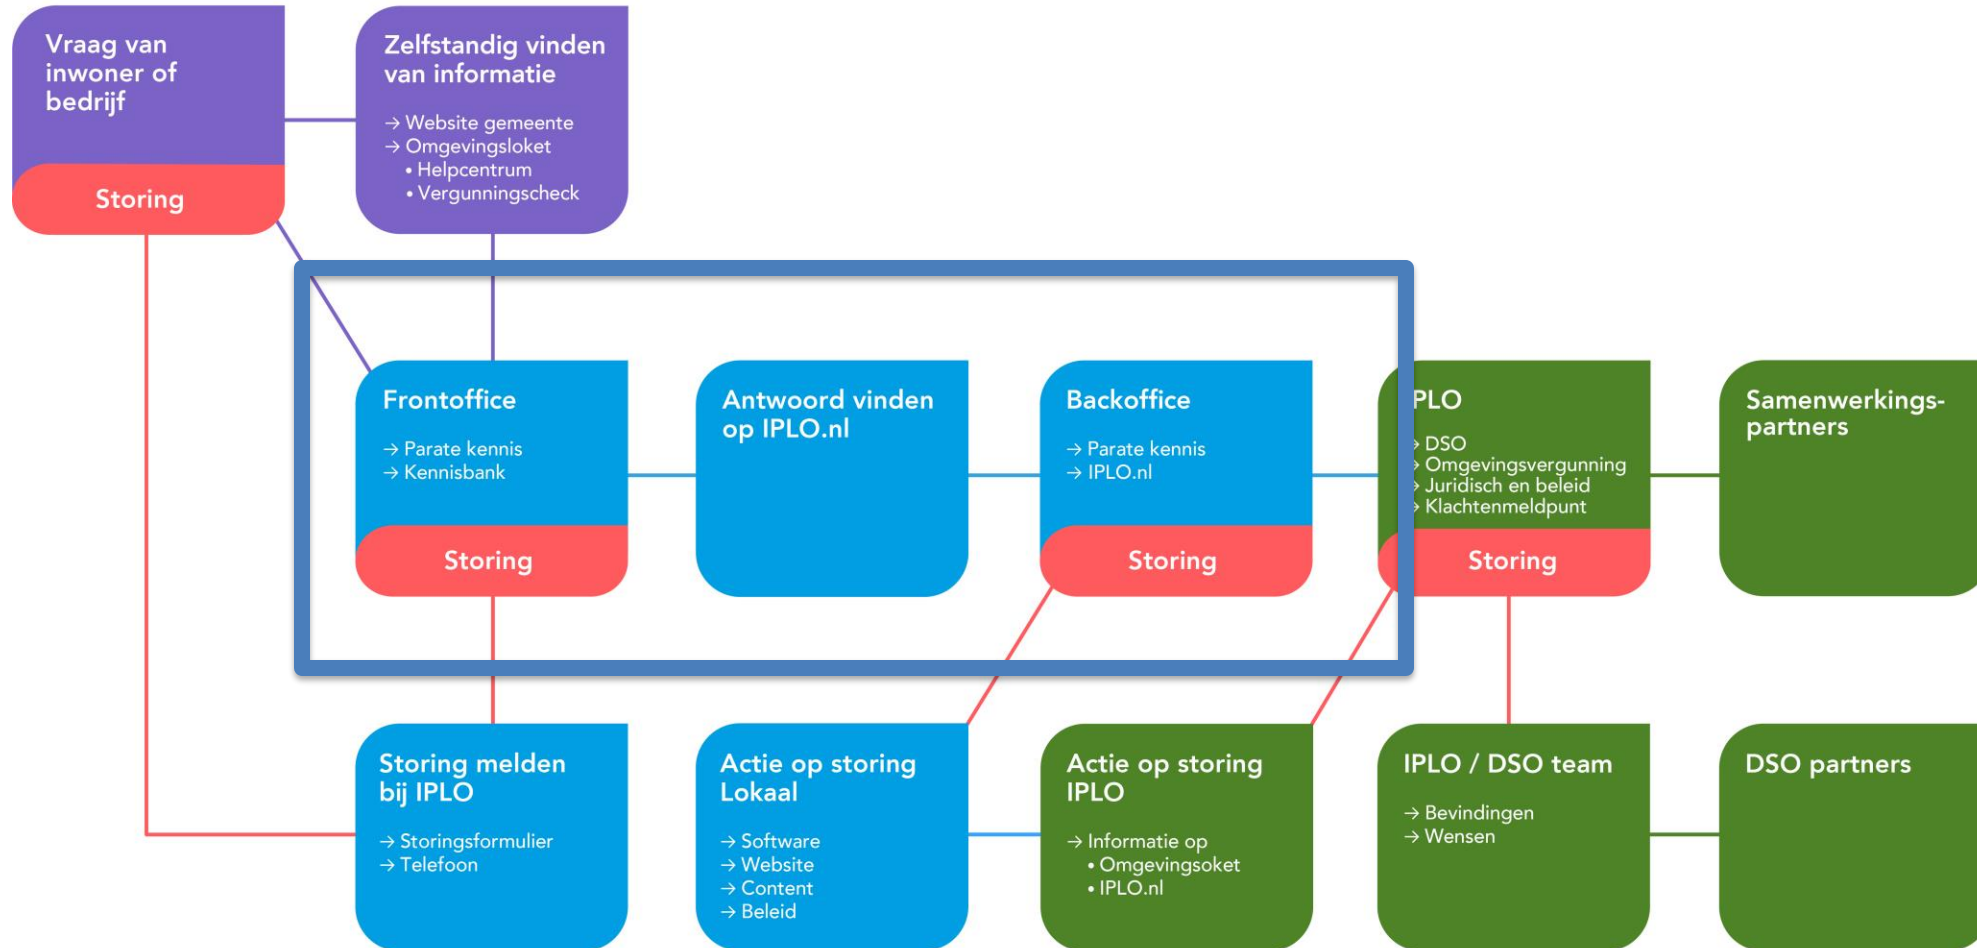 Vraag van
inwoner of
bedrijf
Storing
Zelfstandig vinden
van informatie
→ Website gemeente
→ Omgevingsloket
• Helpcentrum
• Vergunningscheck
Frontoffice
→ Parate kennis
→ Kennisbank
Storing
Antwoord vinden
op IPLO.nl
Backoffice
→ Parate kennis
→ IPLO.nl
Storing
PLO
→ DSO
→ Omgevingsvergunning
→ Juridisch en beleid
→ Klachtenmeldpunt
Storing
Samenwerkings-
partners
Storing melden
bij IPLO
→ Storingsformulier
→ Telefoon
Actie op storing
Lokaal
→ Software
→ Website
→ Content
→ Beleid
Actie op storing
IPLO
→ Informatie op
• Omgevingsoket
• IPLO.nl
IPLO / DSO team
→ Bevindingen
→ Wensen
DSO partners